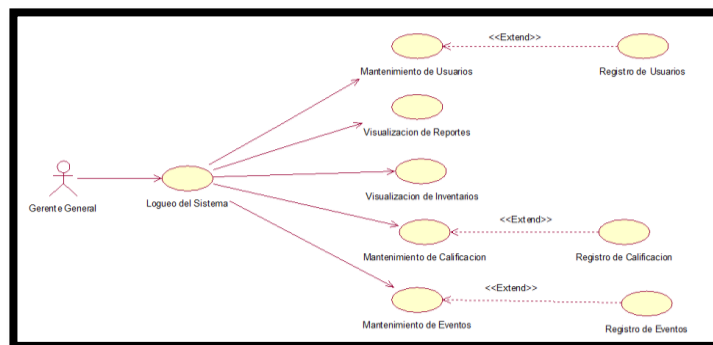 <<Extend>>
Mantenimiento de Usuarios
Registro de Usuarios
Visualizacion de Reportes
Gerente General
Logueo del Sistema
Visualizacion de Inventarios
<<Extend>>
Mantenimiento de Calificacion
Registro de Calificacion
<<Extend>>
Mantenimiento de Eventos
Registro de Eventos